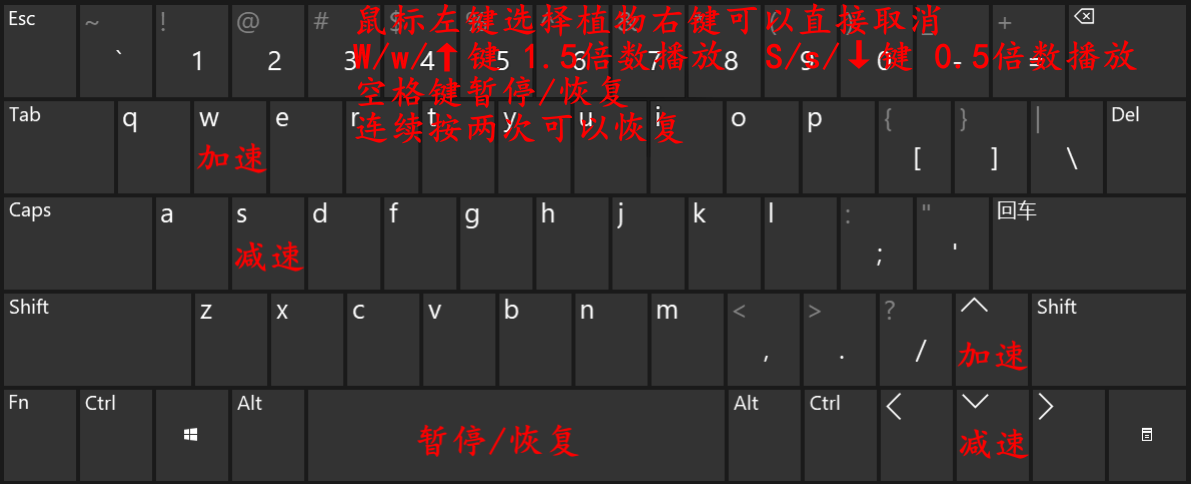 鼠标左键选择植物右键可以直接取消
W/w/↑键 1.5倍数播放 S/s/↓键 0.5倍数播放
空格键暂停/恢复
连续按两次可以恢复
Esc ~ ` ! 1 @ 2 # 3 $ 4 % 5 ^ 6 & 7 * 8 ( 9 ) 0 _ - + =
Tab q w e r t y u i o p { [ } ] | \ Del
加速
Caps a s d f g h j k l : ; " ' 回车
减速
Shift z x c v b n m < , > . ? / Shift
加速
Fn Ctrl Alt Alt Ctrl
暂停/恢复 减速